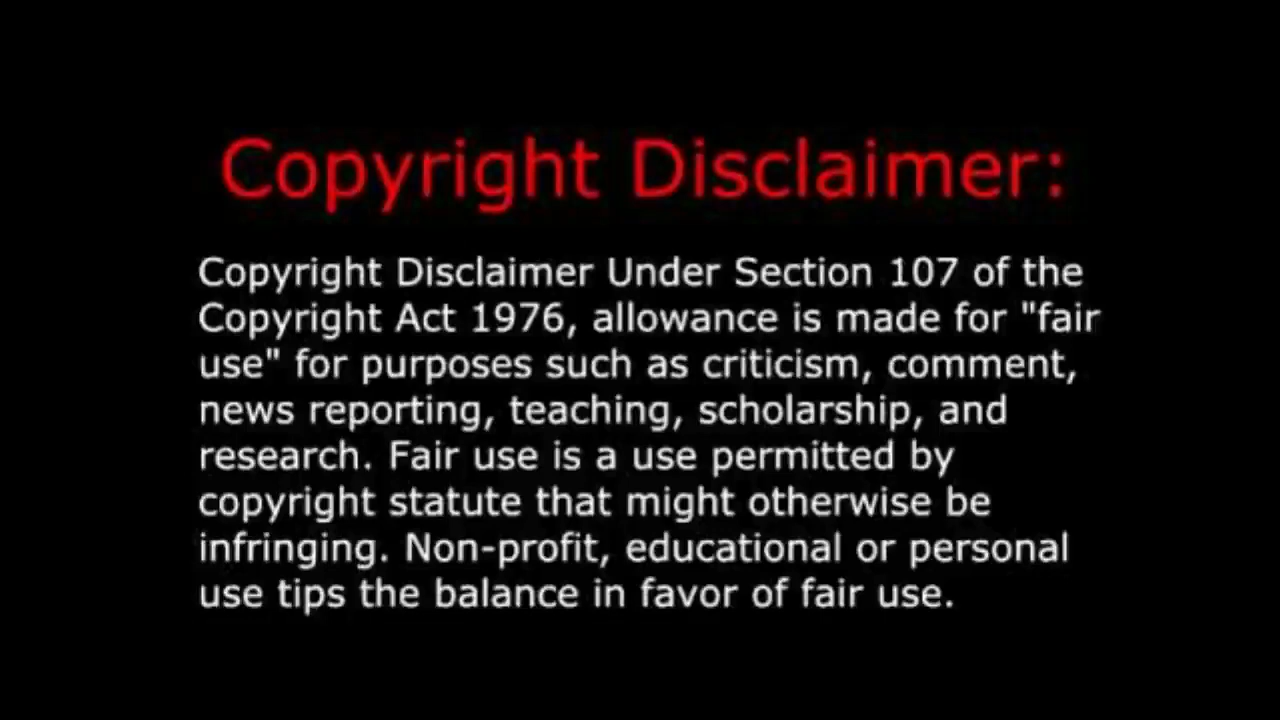 Copyright Disclaimer:
Copyright Disclaimer Under Section 107 of the
Copyright Act 1976, allowance is made for "fair
use" for purposes such as criticism, comment,
news reporting, teaching, scholarship, and
research. Fair use is a use permitted by
copyright statute that might otherwise be
infringing. Non-profit, educational or personal
use tips the balance in favor of fair use.